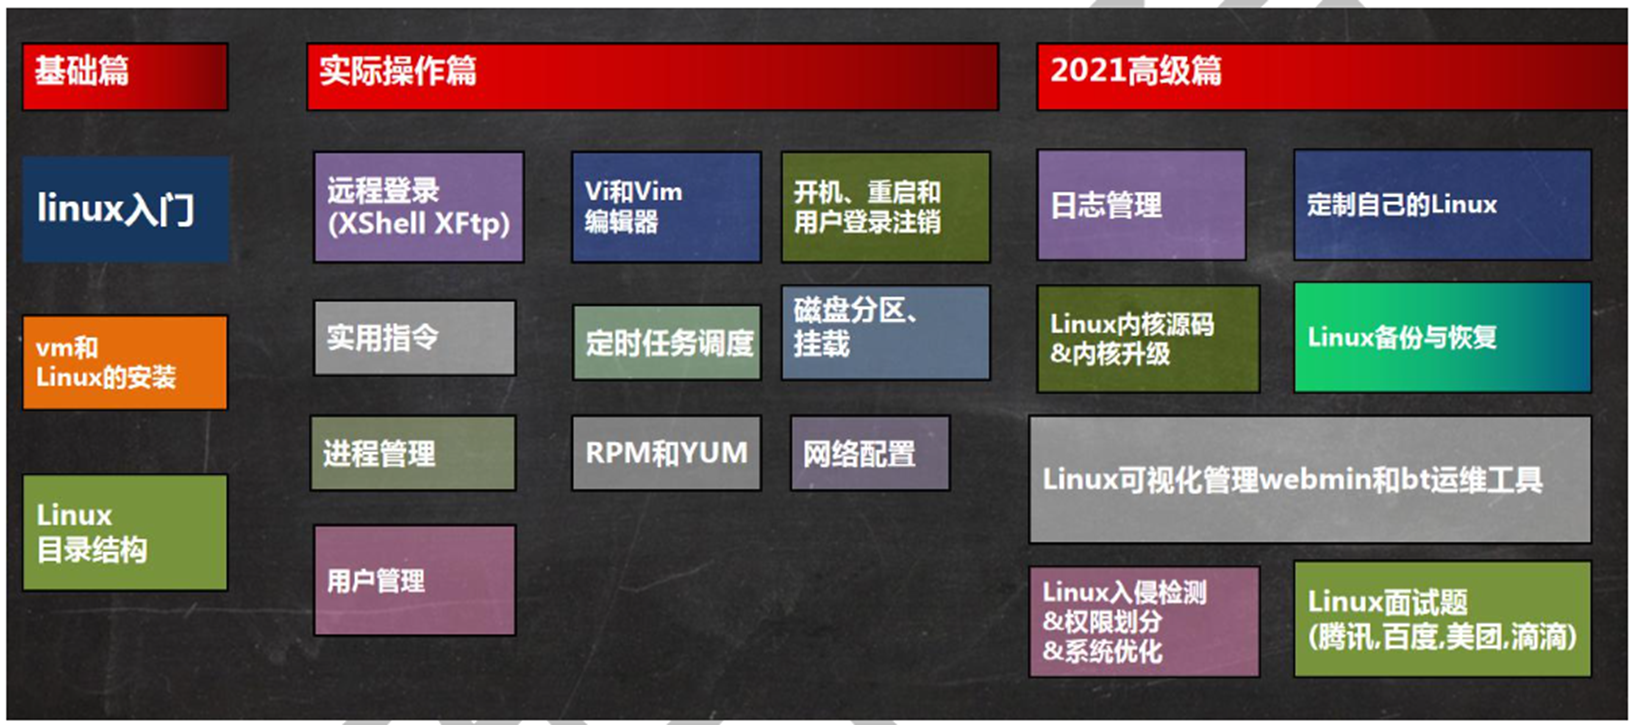 基础篇
linux入门
vm和
Linux的安装
Linux
目录结构
实际操作篇
远程登录
(XShell XFtp)
Vi和Vim
编辑器
开机、重启和
用户登录注销
实用指令
定时任务调度
磁盘分区、
挂载
进程管理
RPM和YUM
网络配置
用户管理
2021高级篇
日志管理
定制自己的Linux
Linux内核源码
&内核升级
Linux备份与恢复
Linux可视化管理webmin和bt运维工具
Linux入侵检测
&权限划分
&系统优化
Linux面试题
(腾讯,百度,美团,滴滴)